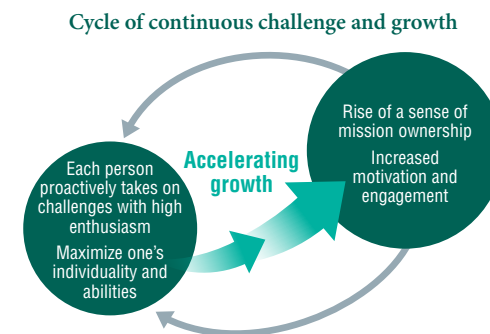 Cycle of continuous challenge and growth
Rise of a sense of
mission ownership
Increased
motivation and
engagement
Accelerating
growth
Each person
proactively takes on
challenges with high
enthusiasm
Maximize one's
individuality and
abilities